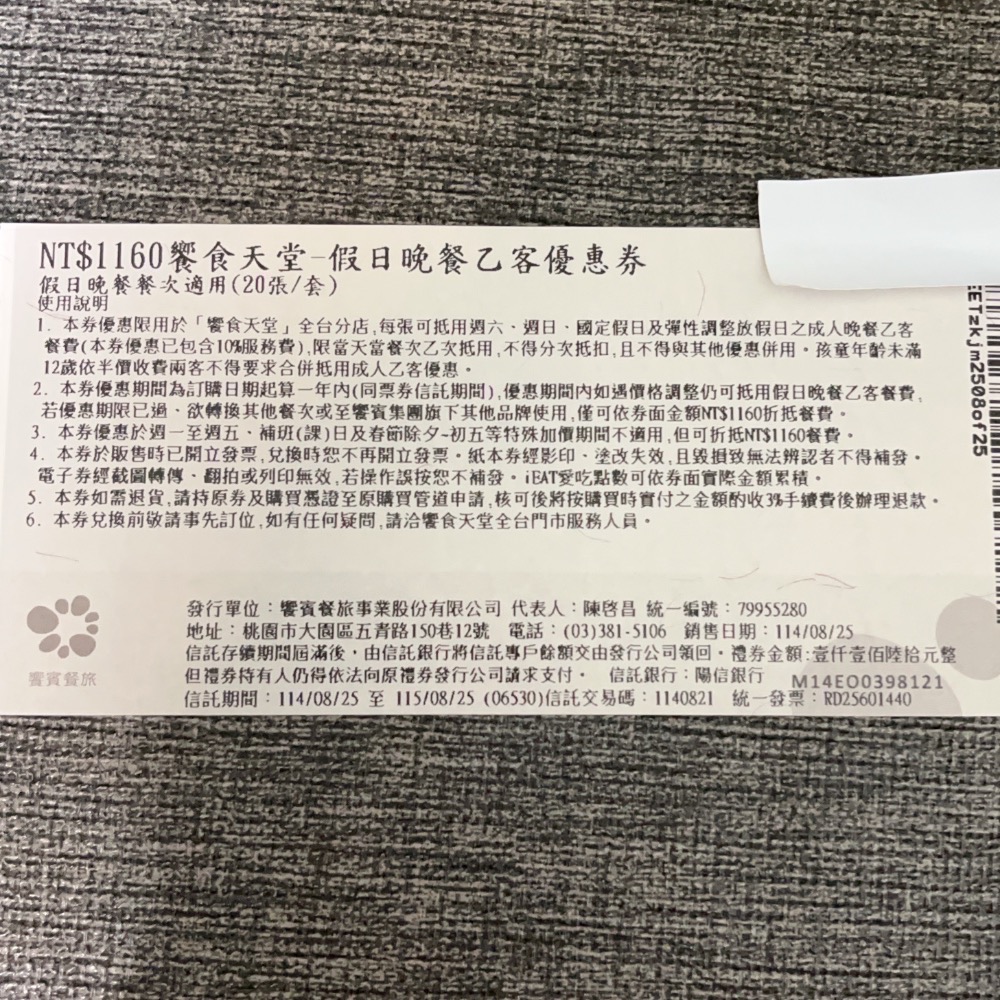 NT$1160饗食天堂-假日晚餐乙客優惠券
假日晚餐餐次適用(20張/套)
使用說明
1. 本券優惠限用於「饗食天堂」全台分店,每張可抵用週六、週日、國定假日及彈性調整放假日之成人晚餐乙客
餐費(本券優惠已包含10%服務費),限當天當餐次乙次抵用,不得分次抵扣,且不得與其他優惠併用。孩童年齡未滿
12歲依半價收費兩客不得要求合併抵用成人乙客優惠。
2. 本券優惠期間為訂購日期起算一年內(同票券信託期間),優惠期間內如遇價格調整仍可抵用假日晚餐乙客餐費,
若優惠期限已過、欲轉換其他餐次或至饗賓集團旗下其他品牌使用,僅可依券面金額NT$1160折抵餐費。
3. 本券優惠於週一至週五、補班(課)日及春節除夕~初五等特殊加價期間不適用,但可折抵NT$1160餐費。
4. 本券於販售時已開立發票,兌換時恕不再開立發票。紙本券經影印、塗改失效,且毀損致無法辨認者不得補發。
電子券經截圖轉傳、翻拍或列印無效,若操作誤按恕不補發。iEAT愛吃點數可依券面實際金額累積。
5. 本券如需退貨,請持原券及購買憑證至原購買管道申請,核可後將按購買時實付之金額酌收3%手續費後辦理退款。
6. 本券兌換前敬請事先訂位,如有任何疑問,請洽饗食天堂全台門市服務人員。
發行單位：饗賓餐旅事業股份有限公司 代表人：陳啓昌 統一編號：79955280
地址：桃園市大園區五青路150巷12號 電話：(03)381-5106 銷售日期：114/08/25
信託存續期間屆滿後，由信託銀行將信託專戶餘額交由發行公司領回。禮券金額:壹仟壹佰陸拾元整
但禮券持有人仍得依法向原禮券發行公司請求支付。 信託銀行：陽信銀行 M14EO0398121
信託期間：114/08/25 至 115/08/25 (06530)信託交易碼：1140821 統一發票：RD25601440
饗賓餐旅
ETzkjm2508of25